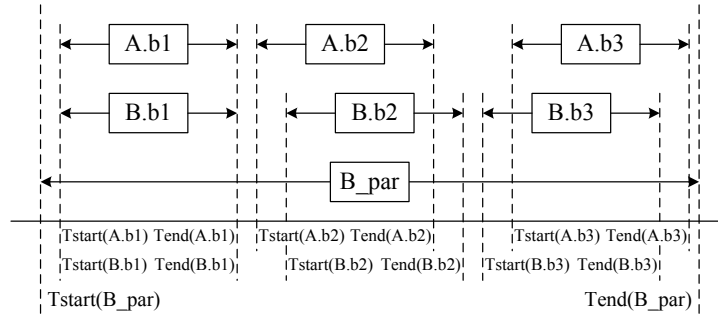 A.b1 A.b2 A.b3
B.b1 B.b2 B.b3
B_par
Tstart(A.b1) Tend(A.b1) Tstart(A.b2) Tend(A.b2) Tstart(A.b3) Tend(A.b3)
Tstart(B.b1) Tend(B.b1) Tstart(B.b2) Tend(B.b2) Tstart(B.b3) Tend(B.b3)
Tstart(B_par) Tend(B_par)